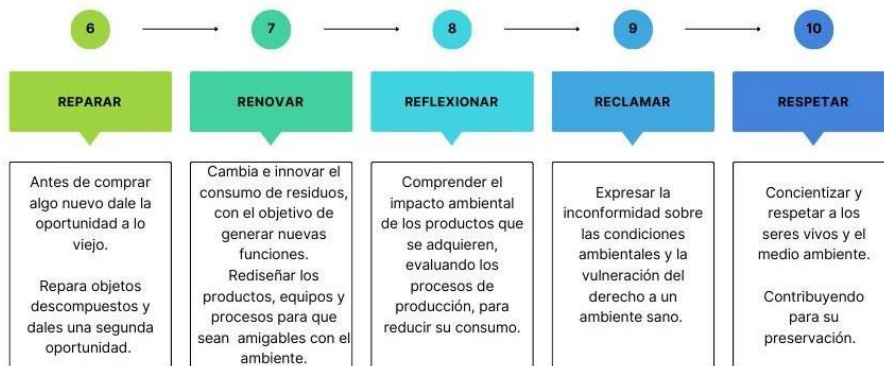 6
7
8
9
10
REPARAR
RENOVAR
REFLEXIONAR
RECLAMAR
RESPETAR
Antes de comprar
algo nuevo dale la
oportunidad a lo
viejo.
Repara objetos
descompuestos y
dales una segunda
oportunidad.
Cambia e innovar el
consumo de residuos,
con el objetivo de
generar nuevas
funciones.
Rediseñar los
productos, equipos y
procesos para que
sean amigables con el
ambiente.
Comprender el
impacto ambiental
de los productos que
se adquieren,
evaluando los
procesos de
producción, para
reducir su consumo.
Expresar la
inconformidad sobre
las condiciones
ambientales y la
vulneración del
derecho a un
ambiente sano.
Concientizar y
respetar a los
seres vivos y el
medio ambiente.
Contribuyendo
para su
preservación.